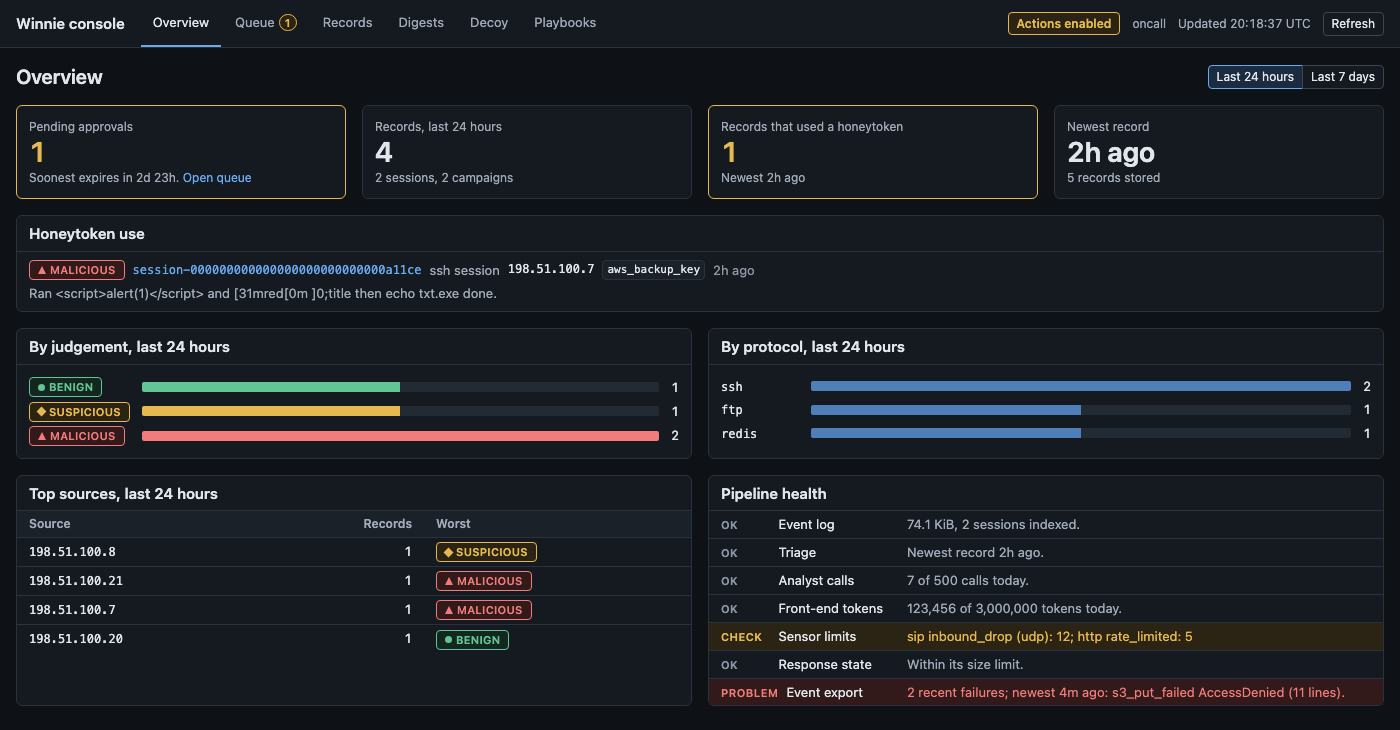 Winnie console Overview Queue 1 Records Digests Decoy Playbooks Actions enabled oncall Updated 20:18:37 UTC Refresh
Overview Last 24 hours Last 7 days
Pending approvals
1
Soonest expires in 2d 23h. Open queue
Records, last 24 hours
4
2 sessions, 2 campaigns
Records that used a honeytoken
1
Newest 2h ago
Newest record
2h ago
5 records stored
Honeytoken use
MALICIOUS session-000000000000000000000000000a11ce ssh session 198.51.100.7 aws_backup_key 2h ago
Ran <script>alert(1)</script> and [31mred[0m ]0;title then echo txt.exe done.
By judgement, last 24 hours
BENIGN 1
SUSPICIOUS 1
MALICIOUS 2
By protocol, last 24 hours
ssh 2
ftp 1
redis 1
Top sources, last 24 hours
Source Records Worst
198.51.100.8 1 SUSPICIOUS
198.51.100.21 1 MALICIOUS
198.51.100.7 1 MALICIOUS
198.51.100.20 1 BENIGN
Pipeline health
OK Event log 74.1 KiB, 2 sessions indexed.
OK Triage Newest record 2h ago.
OK Analyst calls 7 of 500 calls today.
OK Front-end tokens 123,456 of 3,000,000 tokens today.
CHECK Sensor limits sip inbound_drop (udp): 12; http rate_limited: 5
OK Response state Within its size limit.
PROBLEM Event export 2 recent failures; newest 4m ago: s3_put_failed AccessDenied (11 lines).